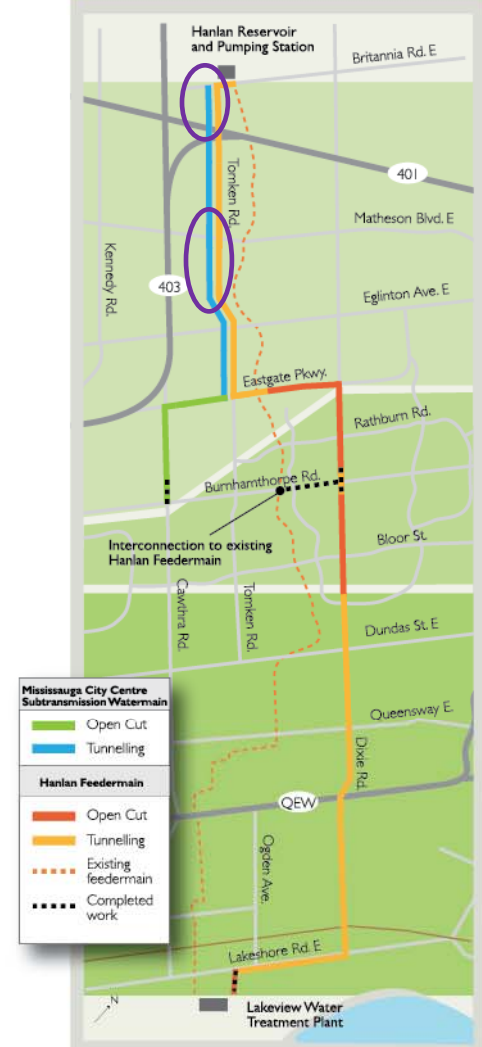 Hanlan Reservoir
and Pumping Station
Britannia Rd. E
401
Tomken Rd.
Matheson Blvd. E
Kennedy Rd.
403
Eglinton Ave. E
Eastgate Pkwy.
Rathburn Rd.
Burnhamthorpe Rd.
Interconnection to existing
Hanlan Feedermain
Bloor St.
Cawthra Rd.
Tomken Rd.
Dundas St. E
Mississauga City Centre
Subtransmission Watermain
Open Cut
Tunnelling
Hanlan Feedermain
Open Cut
Tunnelling
Existing
feedermain
Completed
work
Queensway E.
Dixie Rd.
QEW
Ogden Ave.
Lakeshore Rd. E
N
Lakeview Water
Treatment Plant